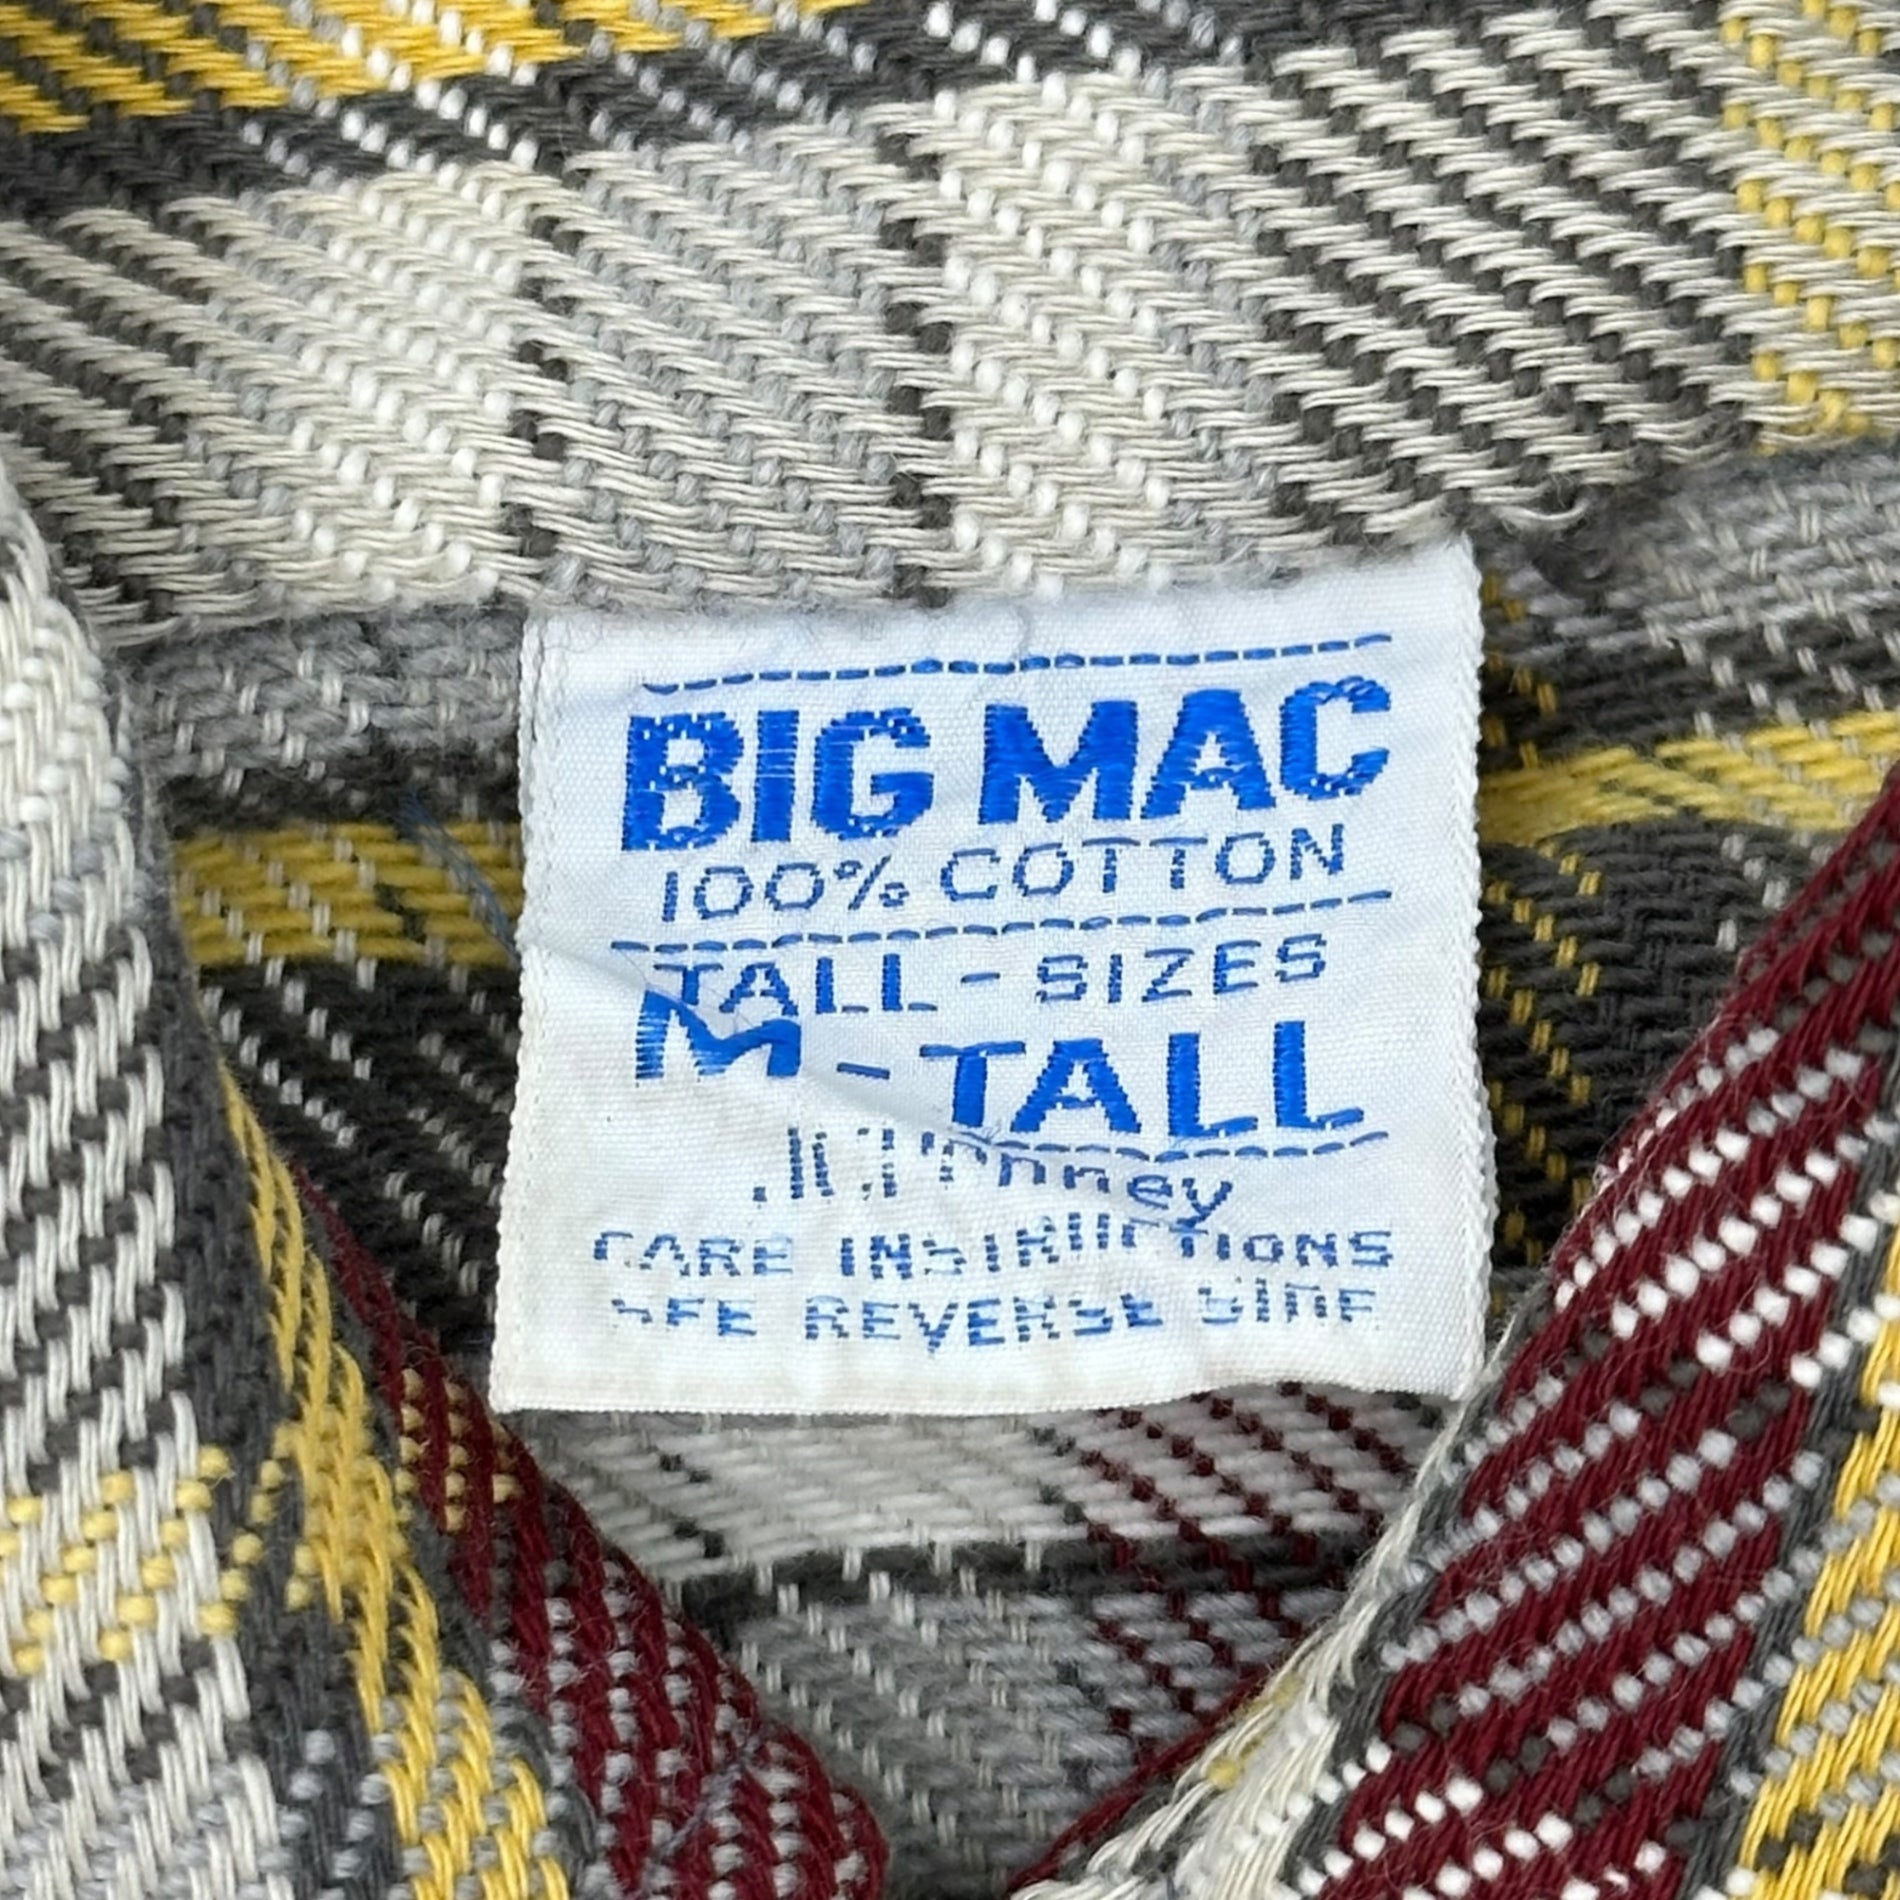 BIG MAC
100% COTTON
TALL - SIZES
M - TALL
JCPenney
CARE INSTRUCTIONS
SEE REVERSE SIDE